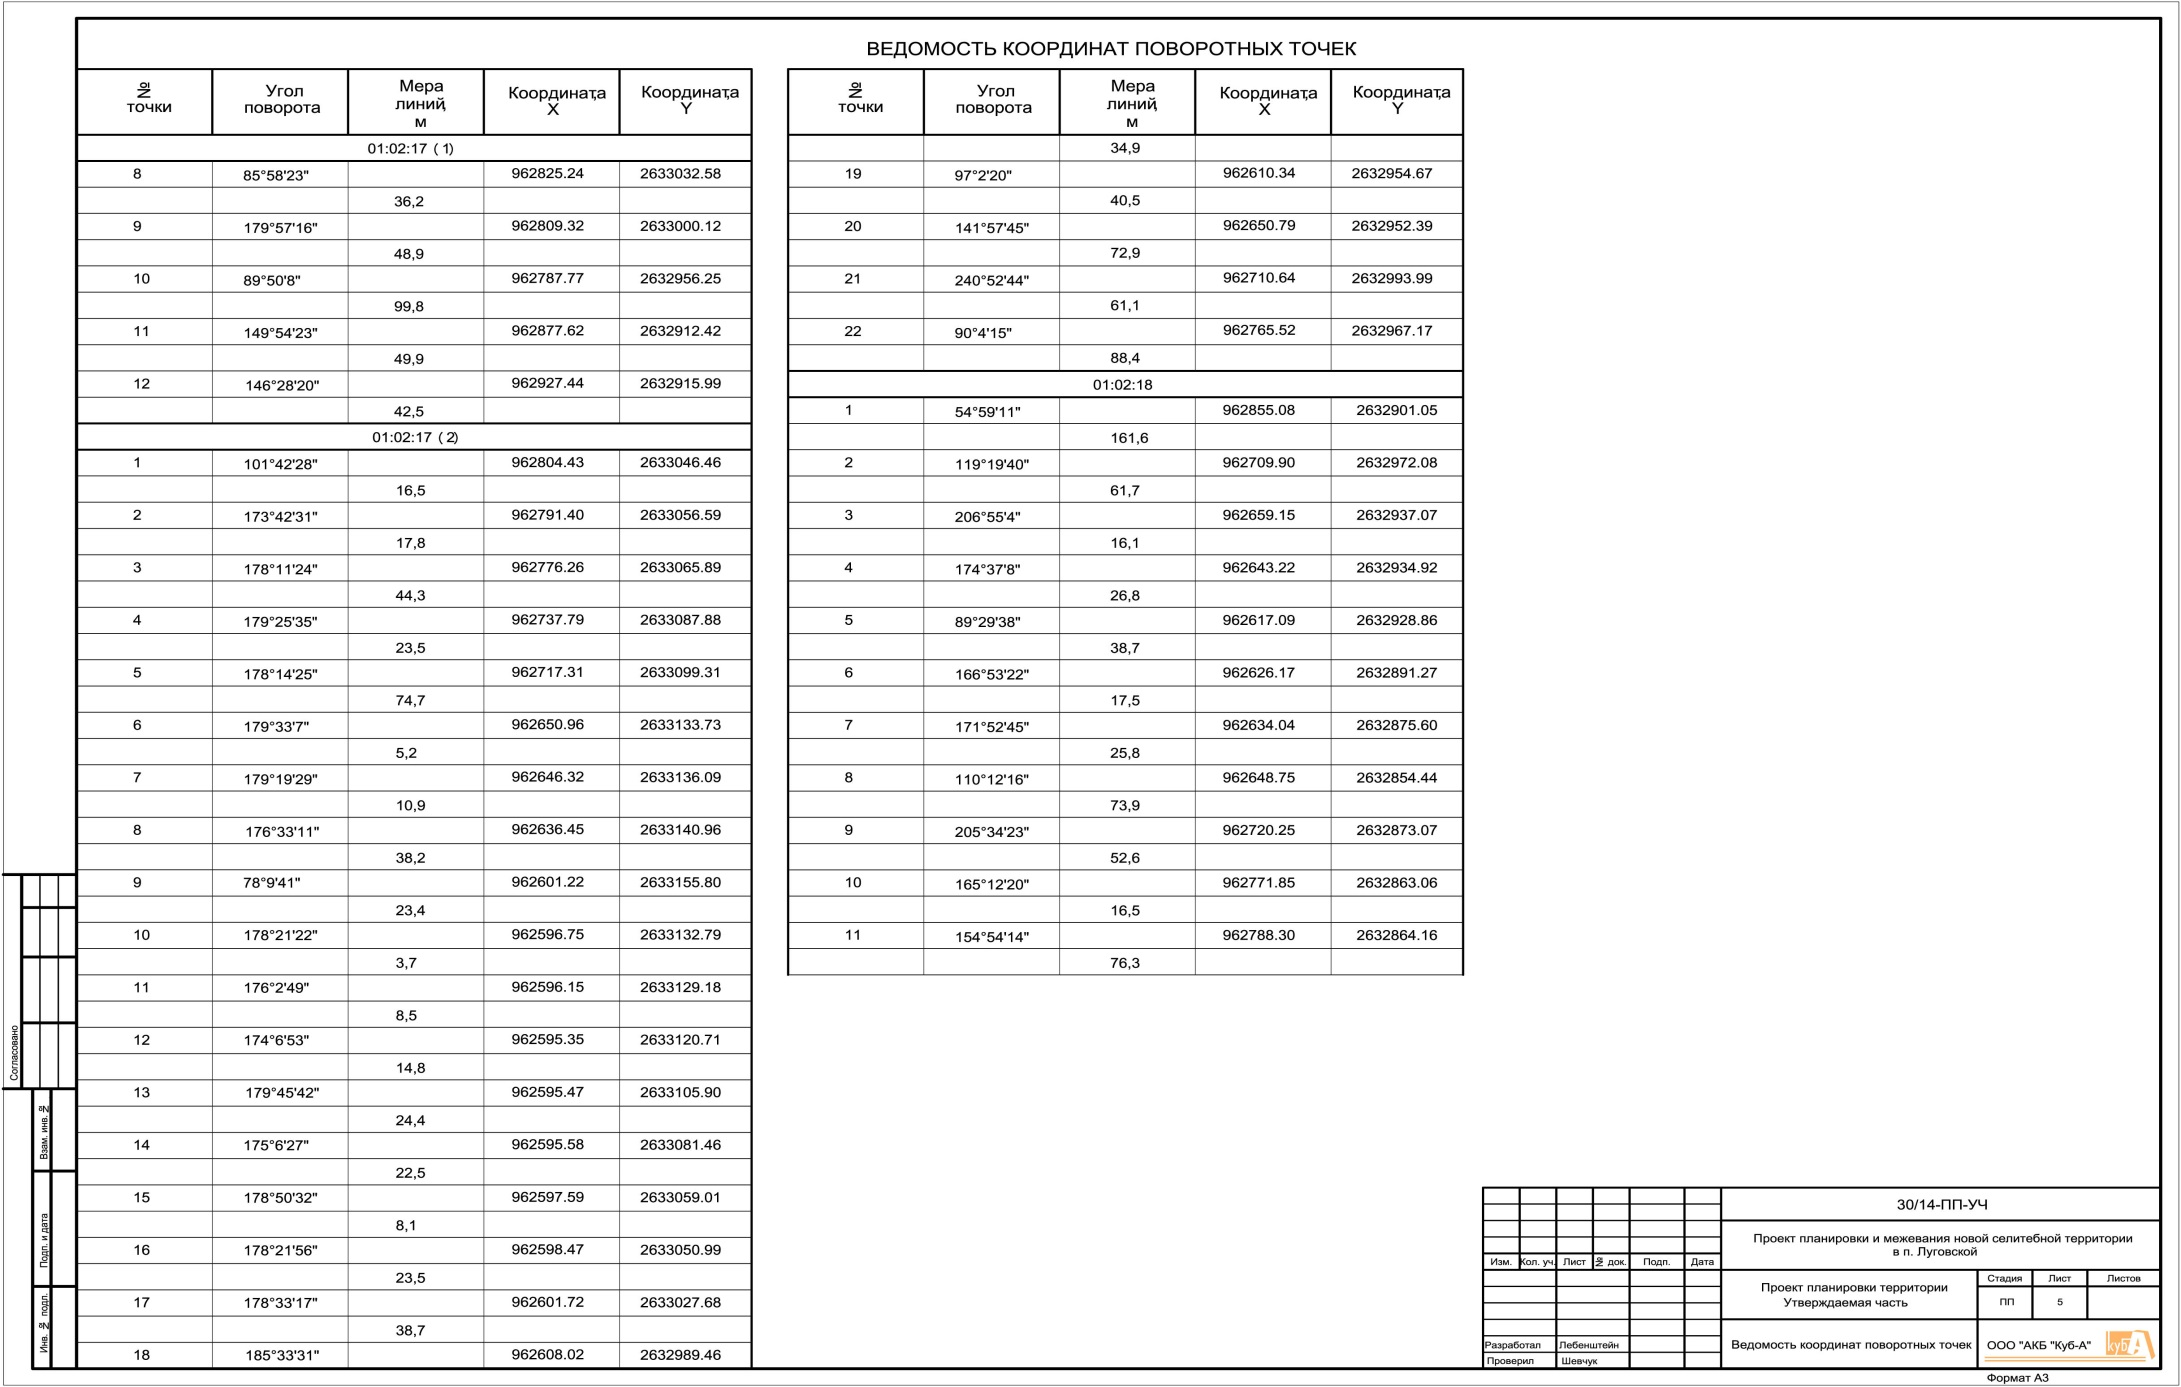 ВЕДОМОСТЬ КООРДИНАТ ПОВОРОТНЫХ ТОЧЕК
№ точки Угол поворота Мера линий, м Координата, X Координата, Y
01:02:17 (1)
8 85°58'23" 962825.24 2633032.58
36,2
9 179°57'16" 962809.32 2633000.12
48,9
10 89°50'8" 962787.77 2632956.25
99,8
11 149°54'23" 962877.62 2632912.42
49,9
12 146°28'20" 962927.44 2632915.99
42,5
01:02:17 (2)
1 101°42'28" 962804.43 2633046.46
16,5
2 173°42'31" 962791.40 2633056.59
17,8
3 178°11'24" 962776.26 2633065.89
44,3
4 179°25'35" 962737.79 2633087.88
23,5
5 178°14'25" 962717.31 2633099.31
74,7
6 179°33'7" 962650.96 2633133.73
5,2
7 179°19'29" 962646.32 2633136.09
10,9
8 176°33'11" 962636.45 2633140.96
38,2
9 78°9'41" 962601.22 2633155.80
23,4
10 178°21'22" 962596.75 2633132.79
3,7
11 176°2'49" 962596.15 2633129.18
8,5
12 174°6'53" 962595.35 2633120.71
14,8
13 179°45'42" 962595.47 2633105.90
24,4
14 175°6'27" 962595.58 2633081.46
22,5
15 178°50'32" 962597.59 2633059.01
8,1
16 178°21'56" 962598.47 2633050.99
23,5
17 178°33'17" 962601.72 2633027.68
38,7
18 185°33'31" 962608.02 2632989.46
№ точки Угол поворота Мера линий, м Координата, X Координата, Y
34,9
19 97°2'20" 962610.34 2632954.67
40,5
20 141°57'45" 962650.79 2632952.39
72,9
21 240°52'44" 962710.64 2632993.99
61,1
22 90°4'15" 962765.52 2632967.17
88,4
01:02:18
1 54°59'11" 962855.08 2632901.05
161,6
2 119°19'40" 962709.90 2632972.08
61,7
3 206°55'4" 962659.15 2632937.07
16,1
4 174°37'8" 962643.22 2632934.92
26,8
5 89°29'38" 962617.09 2632928.86
38,7
6 166°53'22" 962626.17 2632891.27
17,5
7 171°52'45" 962634.04 2632875.60
25,8
8 110°12'16" 962648.75 2632854.44
73,9
9 205°34'23" 962720.25 2632873.07
52,6
10 165°12'20" 962771.85 2632863.06
16,5
11 154°54'14" 962788.30 2632864.16
76,3
Согласовано
Взам. инв. №
Подп. и дата
Инв. № подл.
30/14-ПП-УЧ
Проект планировки и межевания новой селитебной территории
в п. Луговской
Изм. Кол. уч. Лист № док. Подп. Дата
Проект планировки территории
Утверждаемая часть
Стадия Лист Листов
ПП 5
Разработал Лебенштейн
Проверил Шевчук
Ведомость координат поворотных точек
ООО "АКБ "Куб-А"
кубА
Формат А3